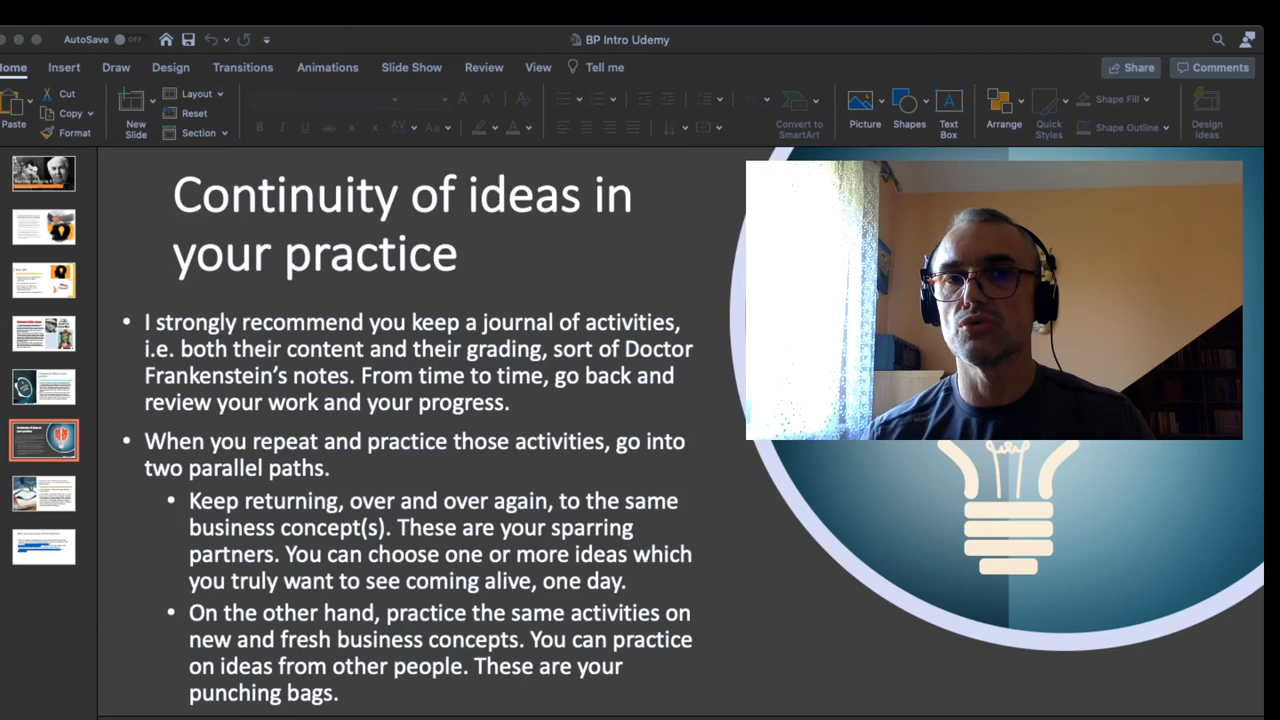 AutoSave OFF
BP Intro Udemy
Home Insert Draw Design Transitions Animations Slide Show Review View Tell me
Share Comments
Paste
Cut
Copy
Format
New Slide
Layout
Reset
Section
Convert to SmartArt
Picture
Shapes
Text Box
Arrange
Quick Styles
Shape Fill
Shape Outline
Design Ideas
Continuity of ideas in
your practice
• I strongly recommend you keep a journal of activities,
i.e. both their content and their grading, sort of Doctor
Frankenstein’s notes. From time to time, go back and
review your work and your progress.
• When you repeat and practice those activities, go into
two parallel paths.
• Keep returning, over and over again, to the same
business concept(s). These are your sparring
partners. You can choose one or more ideas which
you truly want to see coming alive, one day.
• On the other hand, practice the same activities on
new and fresh business concepts. You can practice
on ideas from other people. These are your
punching bags.